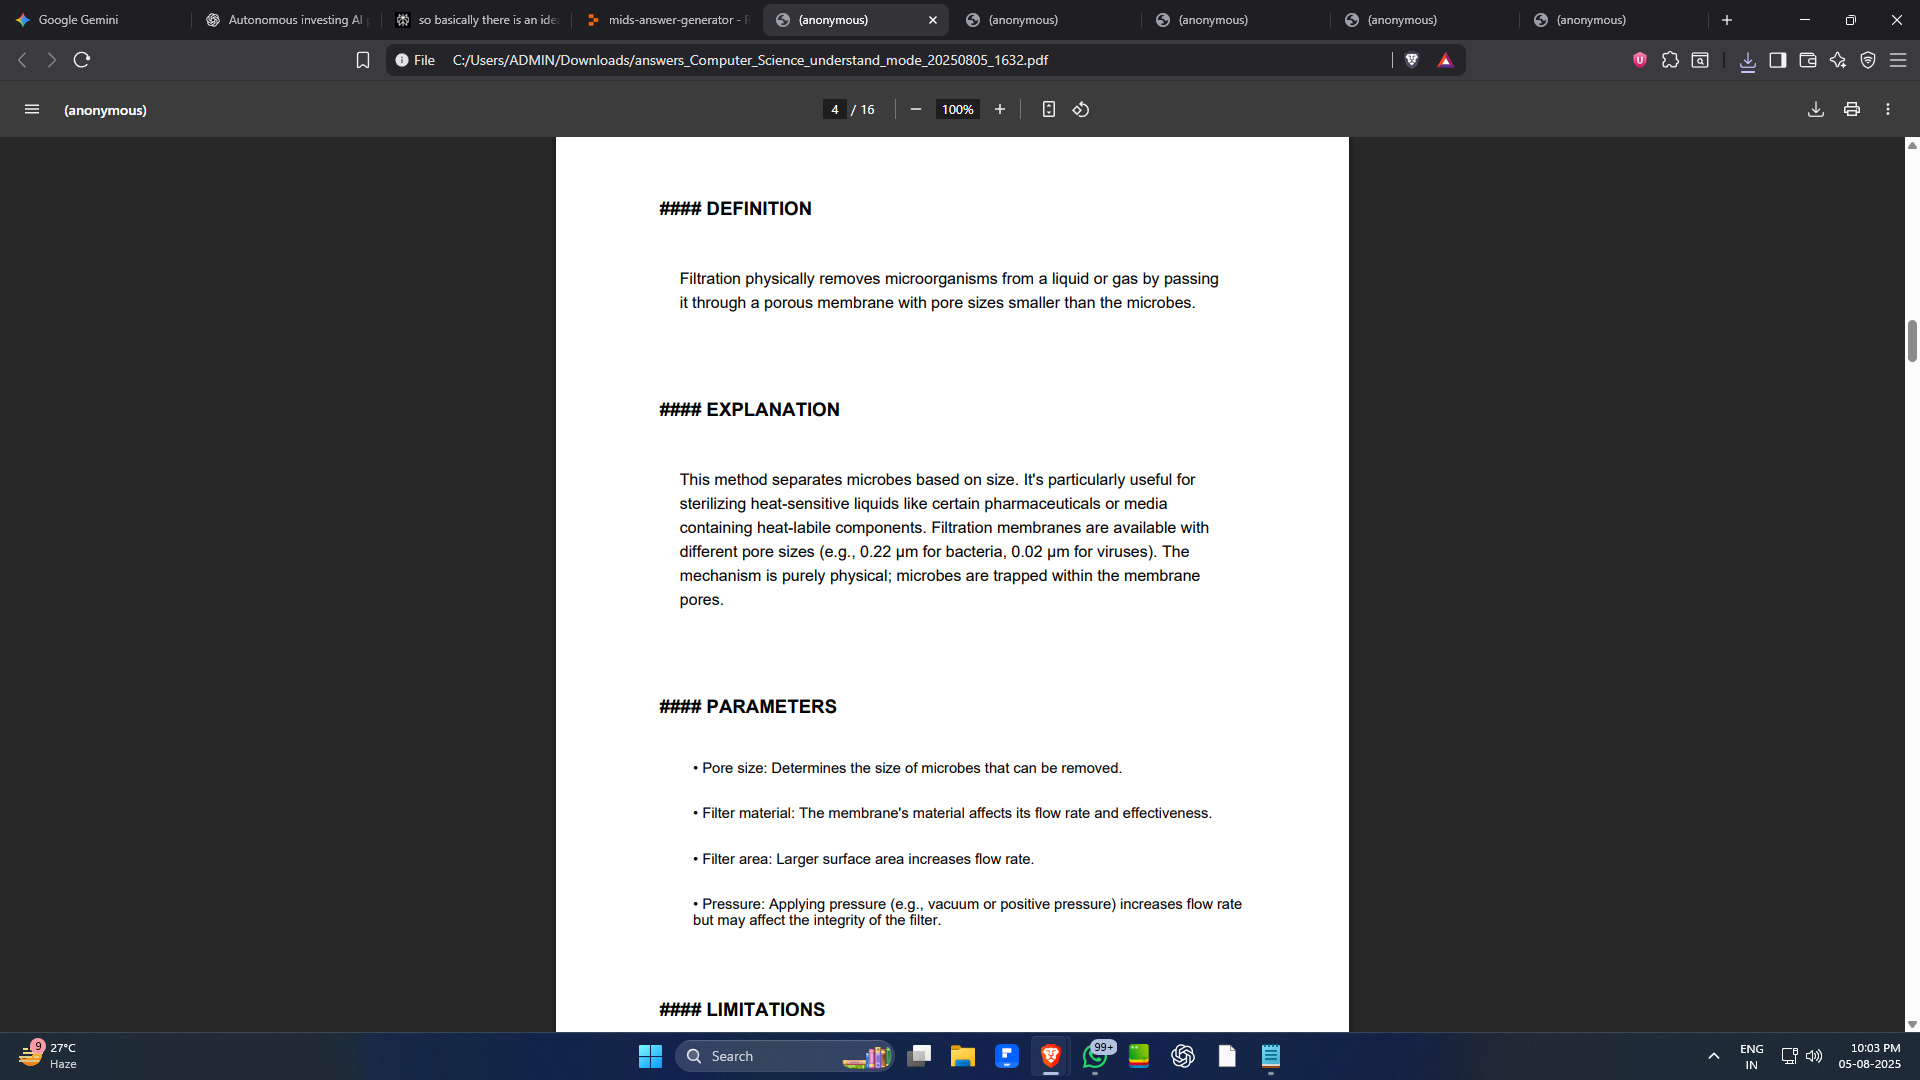 Google Gemini
Autonomous investing AI
so basically there is an ide
mids-answer-generator -
(anonymous)
(anonymous)
(anonymous)
(anonymous)
(anonymous)
File C:/Users/ADMIN/Downloads/answers_Computer_Science_understand_mode_20250805_1632.pdf
(anonymous)
4 / 16
100%
#### DEFINITION
Filtration physically removes microorganisms from a liquid or gas by passing
it through a porous membrane with pore sizes smaller than the microbes.
#### EXPLANATION
This method separates microbes based on size. It's particularly useful for
sterilizing heat-sensitive liquids like certain pharmaceuticals or media
containing heat-labile components. Filtration membranes are available with
different pore sizes (e.g., 0.22 μm for bacteria, 0.02 μm for viruses). The
mechanism is purely physical; microbes are trapped within the membrane
pores.
#### PARAMETERS
• Pore size: Determines the size of microbes that can be removed.
• Filter material: The membrane's material affects its flow rate and effectiveness.
• Filter area: Larger surface area increases flow rate.
• Pressure: Applying pressure (e.g., vacuum or positive pressure) increases flow rate
but may affect the integrity of the filter.
#### LIMITATIONS
9
27°C
Haze
Search
99+
ENG
IN
10:03 PM
05-08-2025